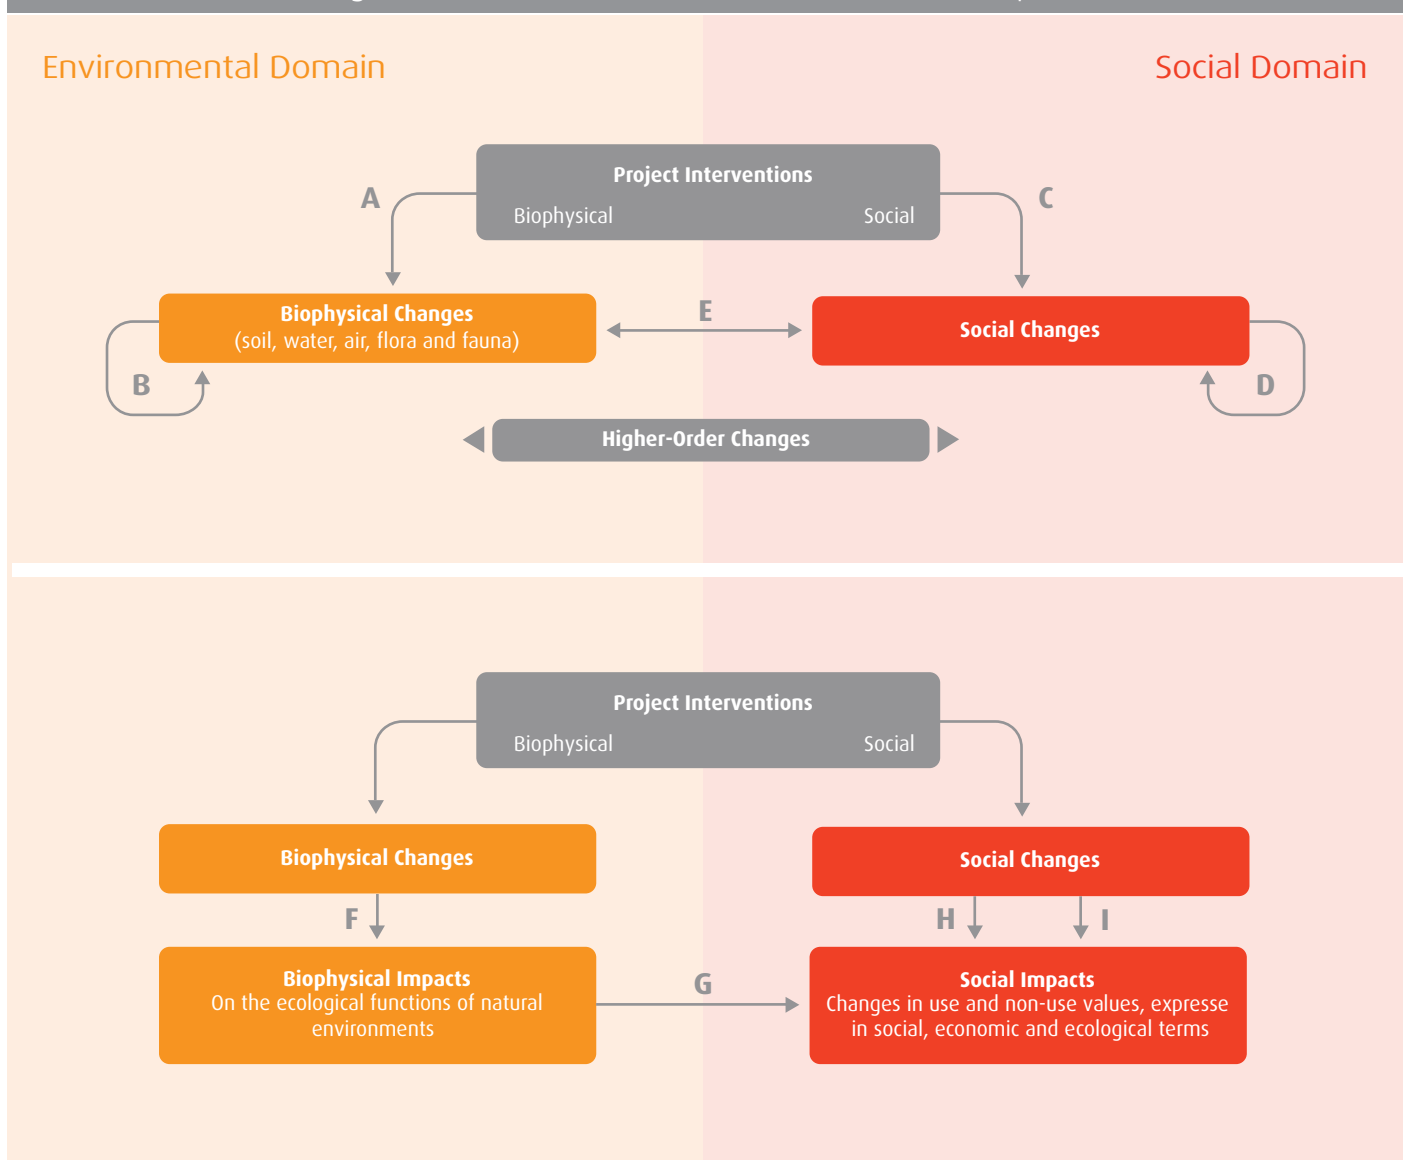 Environmental Domain
Social Domain
Project Interventions
Biophysical
Social
A
C
Biophysical Changes
(soil, water, air, flora and fauna)
E
Social Changes
B
D
Higher-Order Changes
Project Interventions
Biophysical
Social
Biophysical Changes
Social Changes
F
H
I
Biophysical Impacts
On the ecological functions of natural
environments
G
Social Impacts
Changes in use and non-use values, expresse
in social, economic and ecological terms